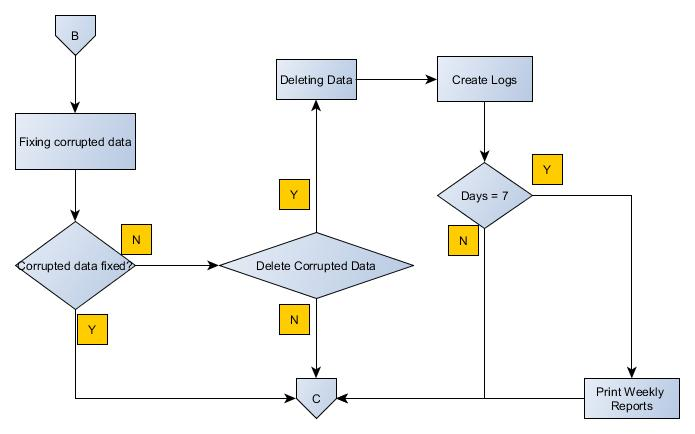 B
Deleting Data
Create Logs
Fixing corrupted data
Y
Y
Days = 7
N
N
Corrupted data fixed?
Delete Corrupted Data
N
Y
C
Print Weekly
Reports